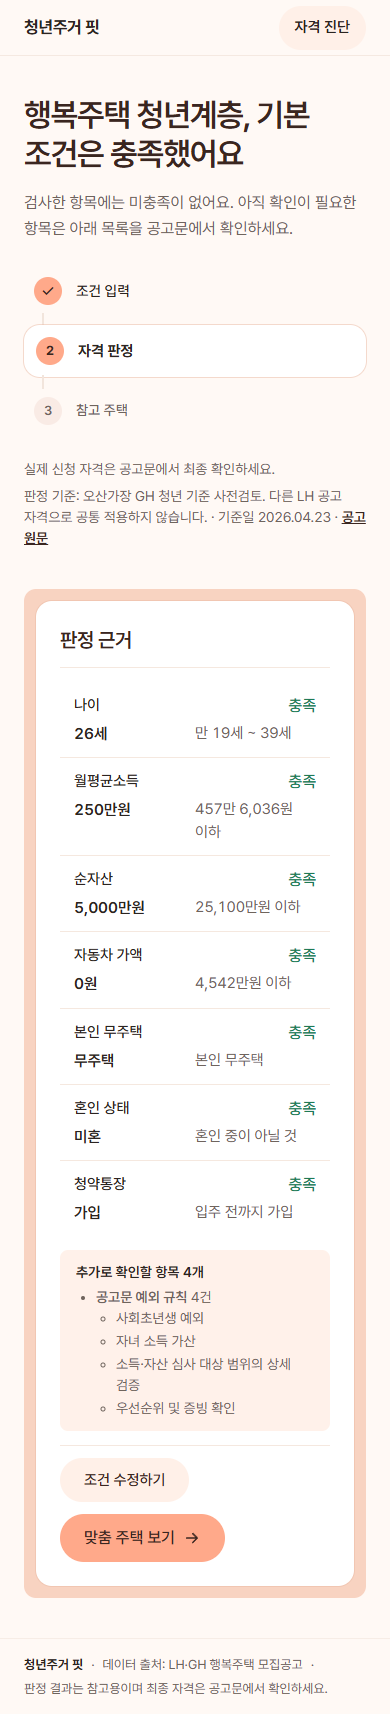 청년주거 핏
자격 진단
행복주택 청년계층, 기본
조건은 충족했어요
검사한 항목에는 미충족이 없어요. 아직 확인이 필요한
항목은 아래 목록을 공고문에서 확인하세요.
조건 입력
2 자격 판정
3 참고 주택
실제 신청 자격은 공고문에서 최종 확인하세요.
판정 기준: 오산가장 GH 청년 기준 사전검토. 다른 LH 공고
자격으로 공통 적용하지 않습니다. · 기준일 2026.04.23 · 공고
원문
판정 근거
나이 충족
26세 만 19세 ~ 39세
월평균소득 충족
250만원 457만 6,036원
이하
순자산 충족
5,000만원 25,100만원 이하
자동차 가액 충족
0원 4,542만원 이하
본인 무주택 충족
무주택 본인 무주택
혼인 상태 충족
미혼 혼인 중이 아닐 것
청약통장 충족
가입 입주 전까지 가입
추가로 확인할 항목 4개
공고문 예외 규칙 4건
사회초년생 예외
자녀 소득 가산
소득·자산 심사 대상 범위의 상세
검증
우선순위 및 증빙 확인
조건 수정하기
맞춤 주택 보기 →
청년주거 핏 · 데이터 출처: LH·GH 행복주택 모집공고 ·
판정 결과는 참고용이며 최종 자격은 공고문에서 확인하세요.